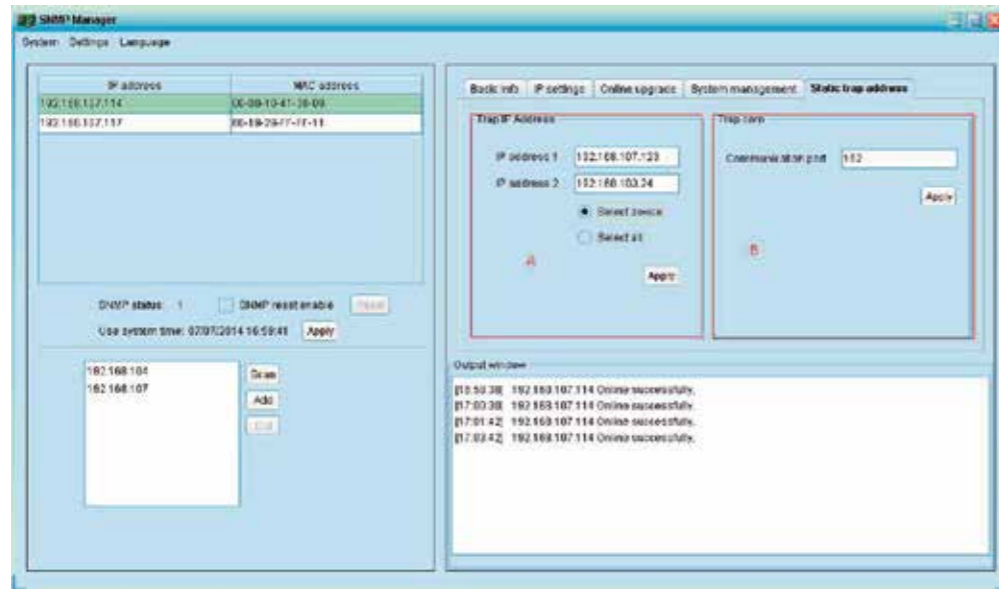 SNMP Manager
System Settings Language
IP address MAC address
192.168.107.114
192.168.107.117
Basic info IP settings Online upgrade System management Static trap address
Trap IP Address
Trap com
IP address 1 192.168.107.123
IP address 2 192.168.103.24
Communication port 162
Select device
Select all
Apply
Apply
A
B
SNMP status: 1 SNMP reset enable Reset
Use system time: 07/07/2014 16:59:41 Apply
192.168.104
192.168.107
Scan
Add
Del
Output window
192.168.107.114 Online successfully.
[17:00:38] 192.168.107.114 Online successfully.
[17:01:42] 192.168.107.114 Online successfully.
[17:03:42] 192.168.107.114 Online successfully.